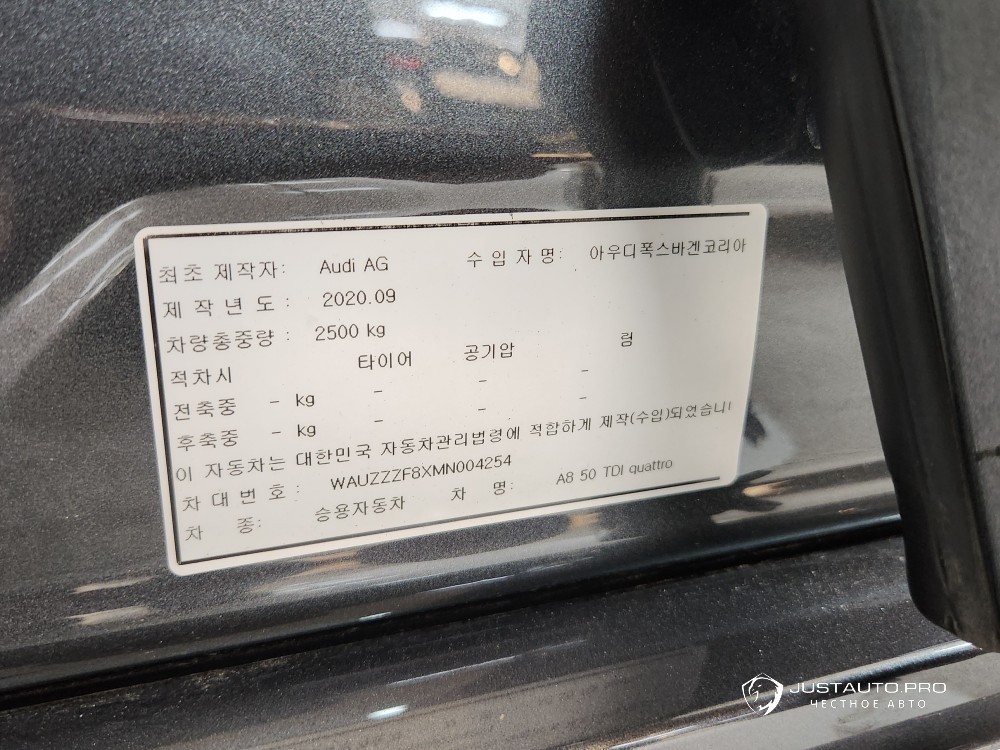 최초 제작자: Audi AG 수 입 자 명: 아우디폭스바겐코리아
제 작 년 도 : 2020.09
차량총중량 : 2500 kg
적차시 타이어 공기압 령
전축중 - kg - - -
후축중 - kg - - -
이 자동차는 대한민국 자동차관리법령에 적합하게 제작(수입)되었습니
차 대 번 호 : WAUZZZF8XMN004254
차 종: 승용자동차 차 명: A8 50 TDI quattro
JUSTAUTO.PRO
ЧЕСТНОЕ АВТО